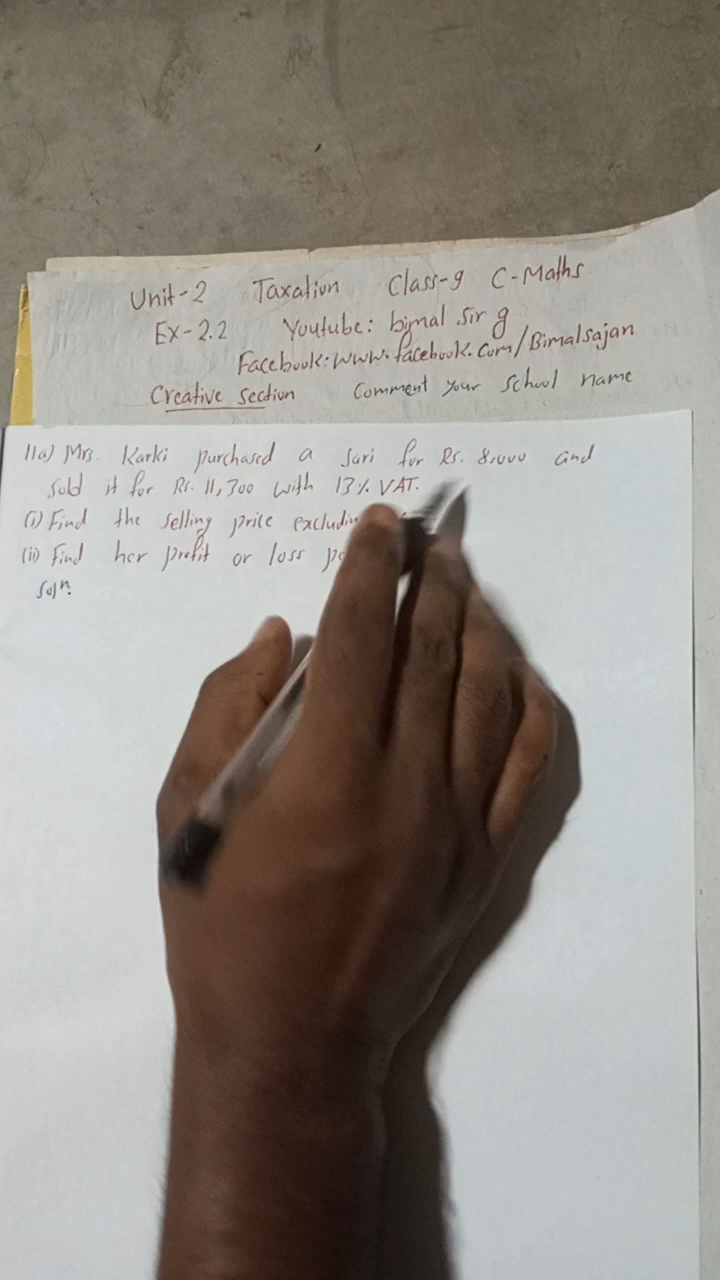 Unit-2 Taxation Class-9 C-Maths
Ex-2.2 Youtube: bimal sir g
Facebook: www.facebook.com/Bimalsajan
Creative section Comment your school name
11a) Mrs. Karki purchased a sari for Rs. 8,000 and
sold it for Rs. 11,300 with 13% VAT.
(i) Find the selling price
(ii) Find her profit or loss
Solⁿ: